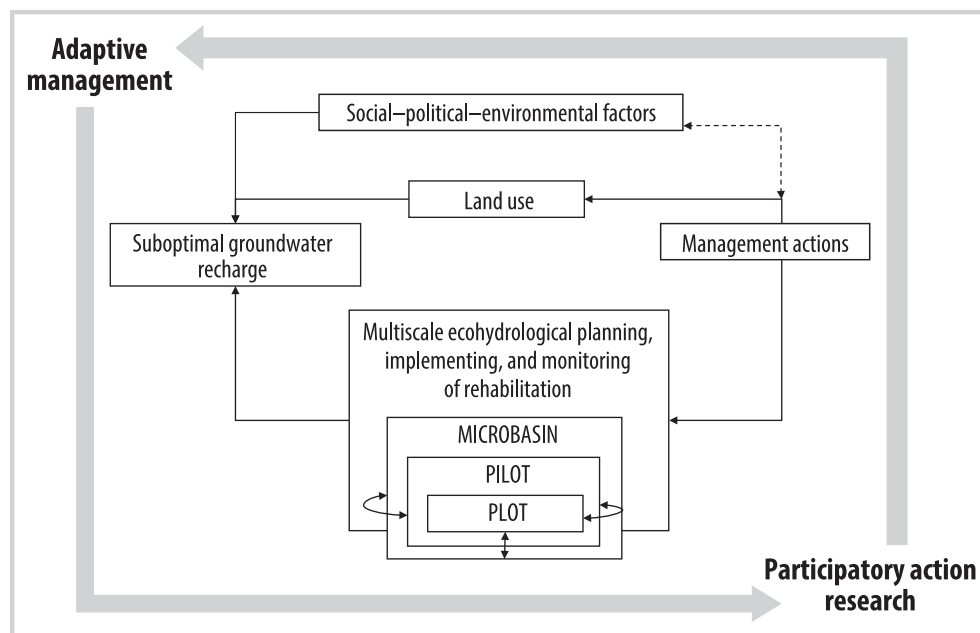 Adaptive
management
Social–political–environmental factors
Land use
Suboptimal groundwater
recharge
Management actions
Multiscale ecohydrological planning,
implementing, and monitoring
of rehabilitation
MICROBASIN
PILOT
PLOT
Participatory action
research